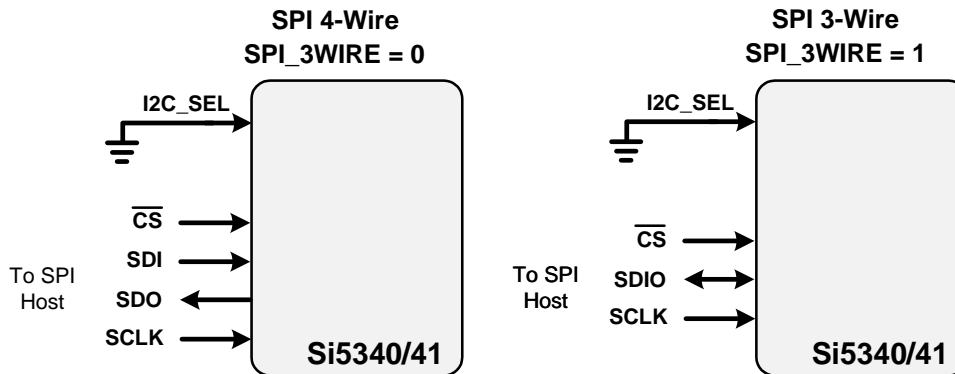 SPI 4-Wire
SPI_3WIRE = 0
I2C_SEL
CS
SDI
SDO
SCLK
To SPI
Host
Si5340/41
SPI 3-Wire
SPI_3WIRE = 1
I2C_SEL
CS
SDIO
SCLK
To SPI
Host
Si5340/41